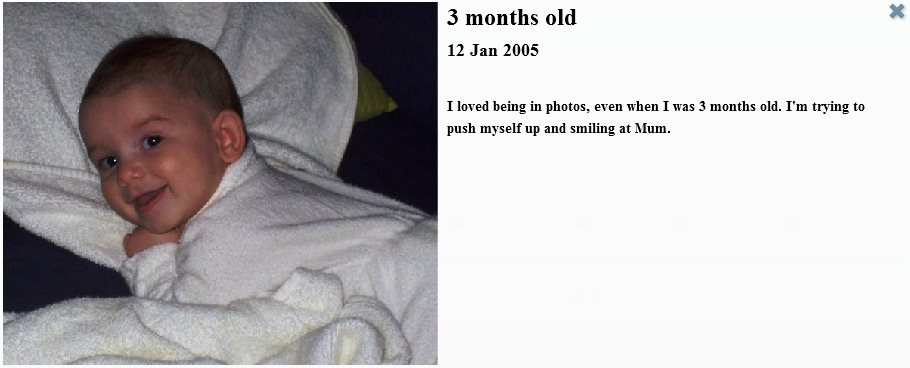 3 months old
12 Jan 2005
I loved being in photos, even when I was 3 months old. I'm trying to
push myself up and smiling at Mum.